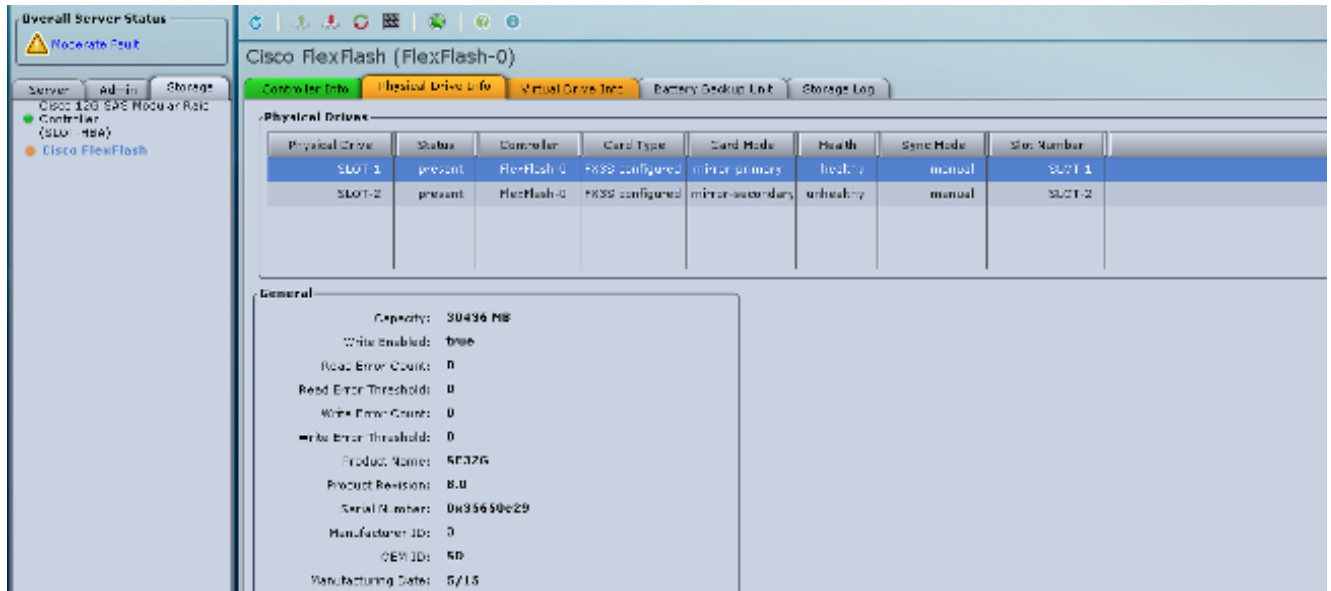 Overall Server Status
Moderate Fault
Server Admin Storage
Cisco 12G SAS Modular Raid
Controller
(SLOT-HBA)
Cisco FlexFlash
Cisco FlexFlash (FlexFlash-0)
Controller Info Physical Drive Info Virtual Drive Info Battery Backup Unit Storage Log
Physical Drives
Physical Drive Status Controller Card Type Card Mode Health Sync Mode Slot Number
SLOT-1 present FlexFlash-0 FX3S configured mirror-primary healthy manual SLOT-1
SLOT-2 present FlexFlash-0 FX3S configured mirror-secondary unhealthy manual SLOT-2
General
Capacity: 30436 MB
Write Enabled: true
Read Error Count: 0
Read Error Threshold: 0
Write Error Count: 0
Write Error Threshold: 0
Product Name: SE32G
Product Revision: 8.0
Serial Number:
Manufacturer ID: 3
OEM ID: SD
Manufacturing Date: 5/15